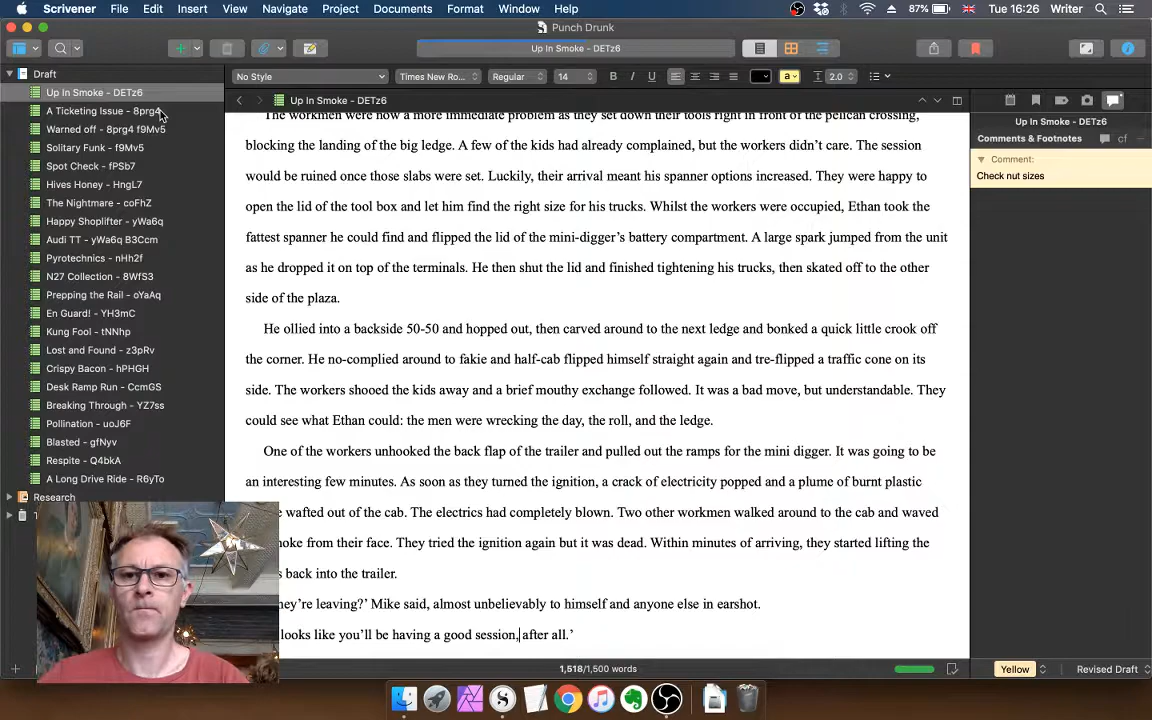 Scrivener File Edit Insert View Navigate Project Documents Format Window Help 87% Tue 16:26 Writer
Punch Drunk
Up In Smoke - DETz6
No Style Times New Ro... Regular 14 B I U a 2.0
Draft
Up In Smoke - DETz6
A Ticketing Issue - 8prg4
Warned off - 8prg4 f9Mv5
Solitary Funk - f9Mv5
Spot Check - fPSb7
Hives Honey - HngL7
The Nightmare - coFhZ
Happy Shoplifter - yWa6q
Audi TT - yWa6q B3Ccm
Pyrotechnics - nHh2f
N27 Collection - 8WfS3
Prepping the Rail - oYaAq
En Guard! - YH3mC
Kung Fool - tNNhp
Lost and Found - z3pRv
Crispy Bacon - hPHGH
Desk Ramp Run - CcmGS
Breaking Through - YZ7ss
Pollination - uoJ6F
Blasted - gfNyv
Respite - Q4bkA
A Long Drive Ride - R6yTo
Research
Up In Smoke - DETz6
The workmen were now a more immediate problem as they set down their tools right in front of the pelican crossing,
blocking the landing of the big ledge. A few of the kids had already complained, but the workers didn't care. The session
would be ruined once those slabs were set. Luckily, their arrival meant his spanner options increased. They were happy to
open the lid of the tool box and let him find the right size for his trucks. Whilst the workers were occupied, Ethan took the
fattest spanner he could find and flipped the lid of the mini-digger's battery compartment. A large spark jumped from the unit
as he dropped it on top of the terminals. He then shut the lid and finished tightening his trucks, then skated off to the other
side of the plaza.
He ollied into a backside 50-50 and hopped out, then carved around to the next ledge and bonked a quick little crook off
the corner. He no-complied around to fakie and half-cab flipped himself straight again and tre-flipped a traffic cone on its
side. The workers shooed the kids away and a brief mouthy exchange followed. It was a bad move, but understandable. They
could see what Ethan could: the men were wrecking the day, the roll, and the ledge.
One of the workers unhooked the back flap of the trailer and pulled out the ramps for the mini digger. It was going to be
an interesting few minutes. As soon as they turned the ignition, a crack of electricity popped and a plume of burnt plastic
wafted out of the cab. The electrics had completely blown. Two other workmen walked around to the cab and waved
from their face. They tried the ignition again but it was dead. Within minutes of arriving, they started lifting the
back into the trailer.
leaving?' Mike said, almost unbelievably to himself and anyone else in earshot.
looks like you'll be having a good session, after all.'
1,518/1,500 words
Up In Smoke - DETz6
Comments & Footnotes cf
Comment:
Check nut sizes
Yellow Revised Draft